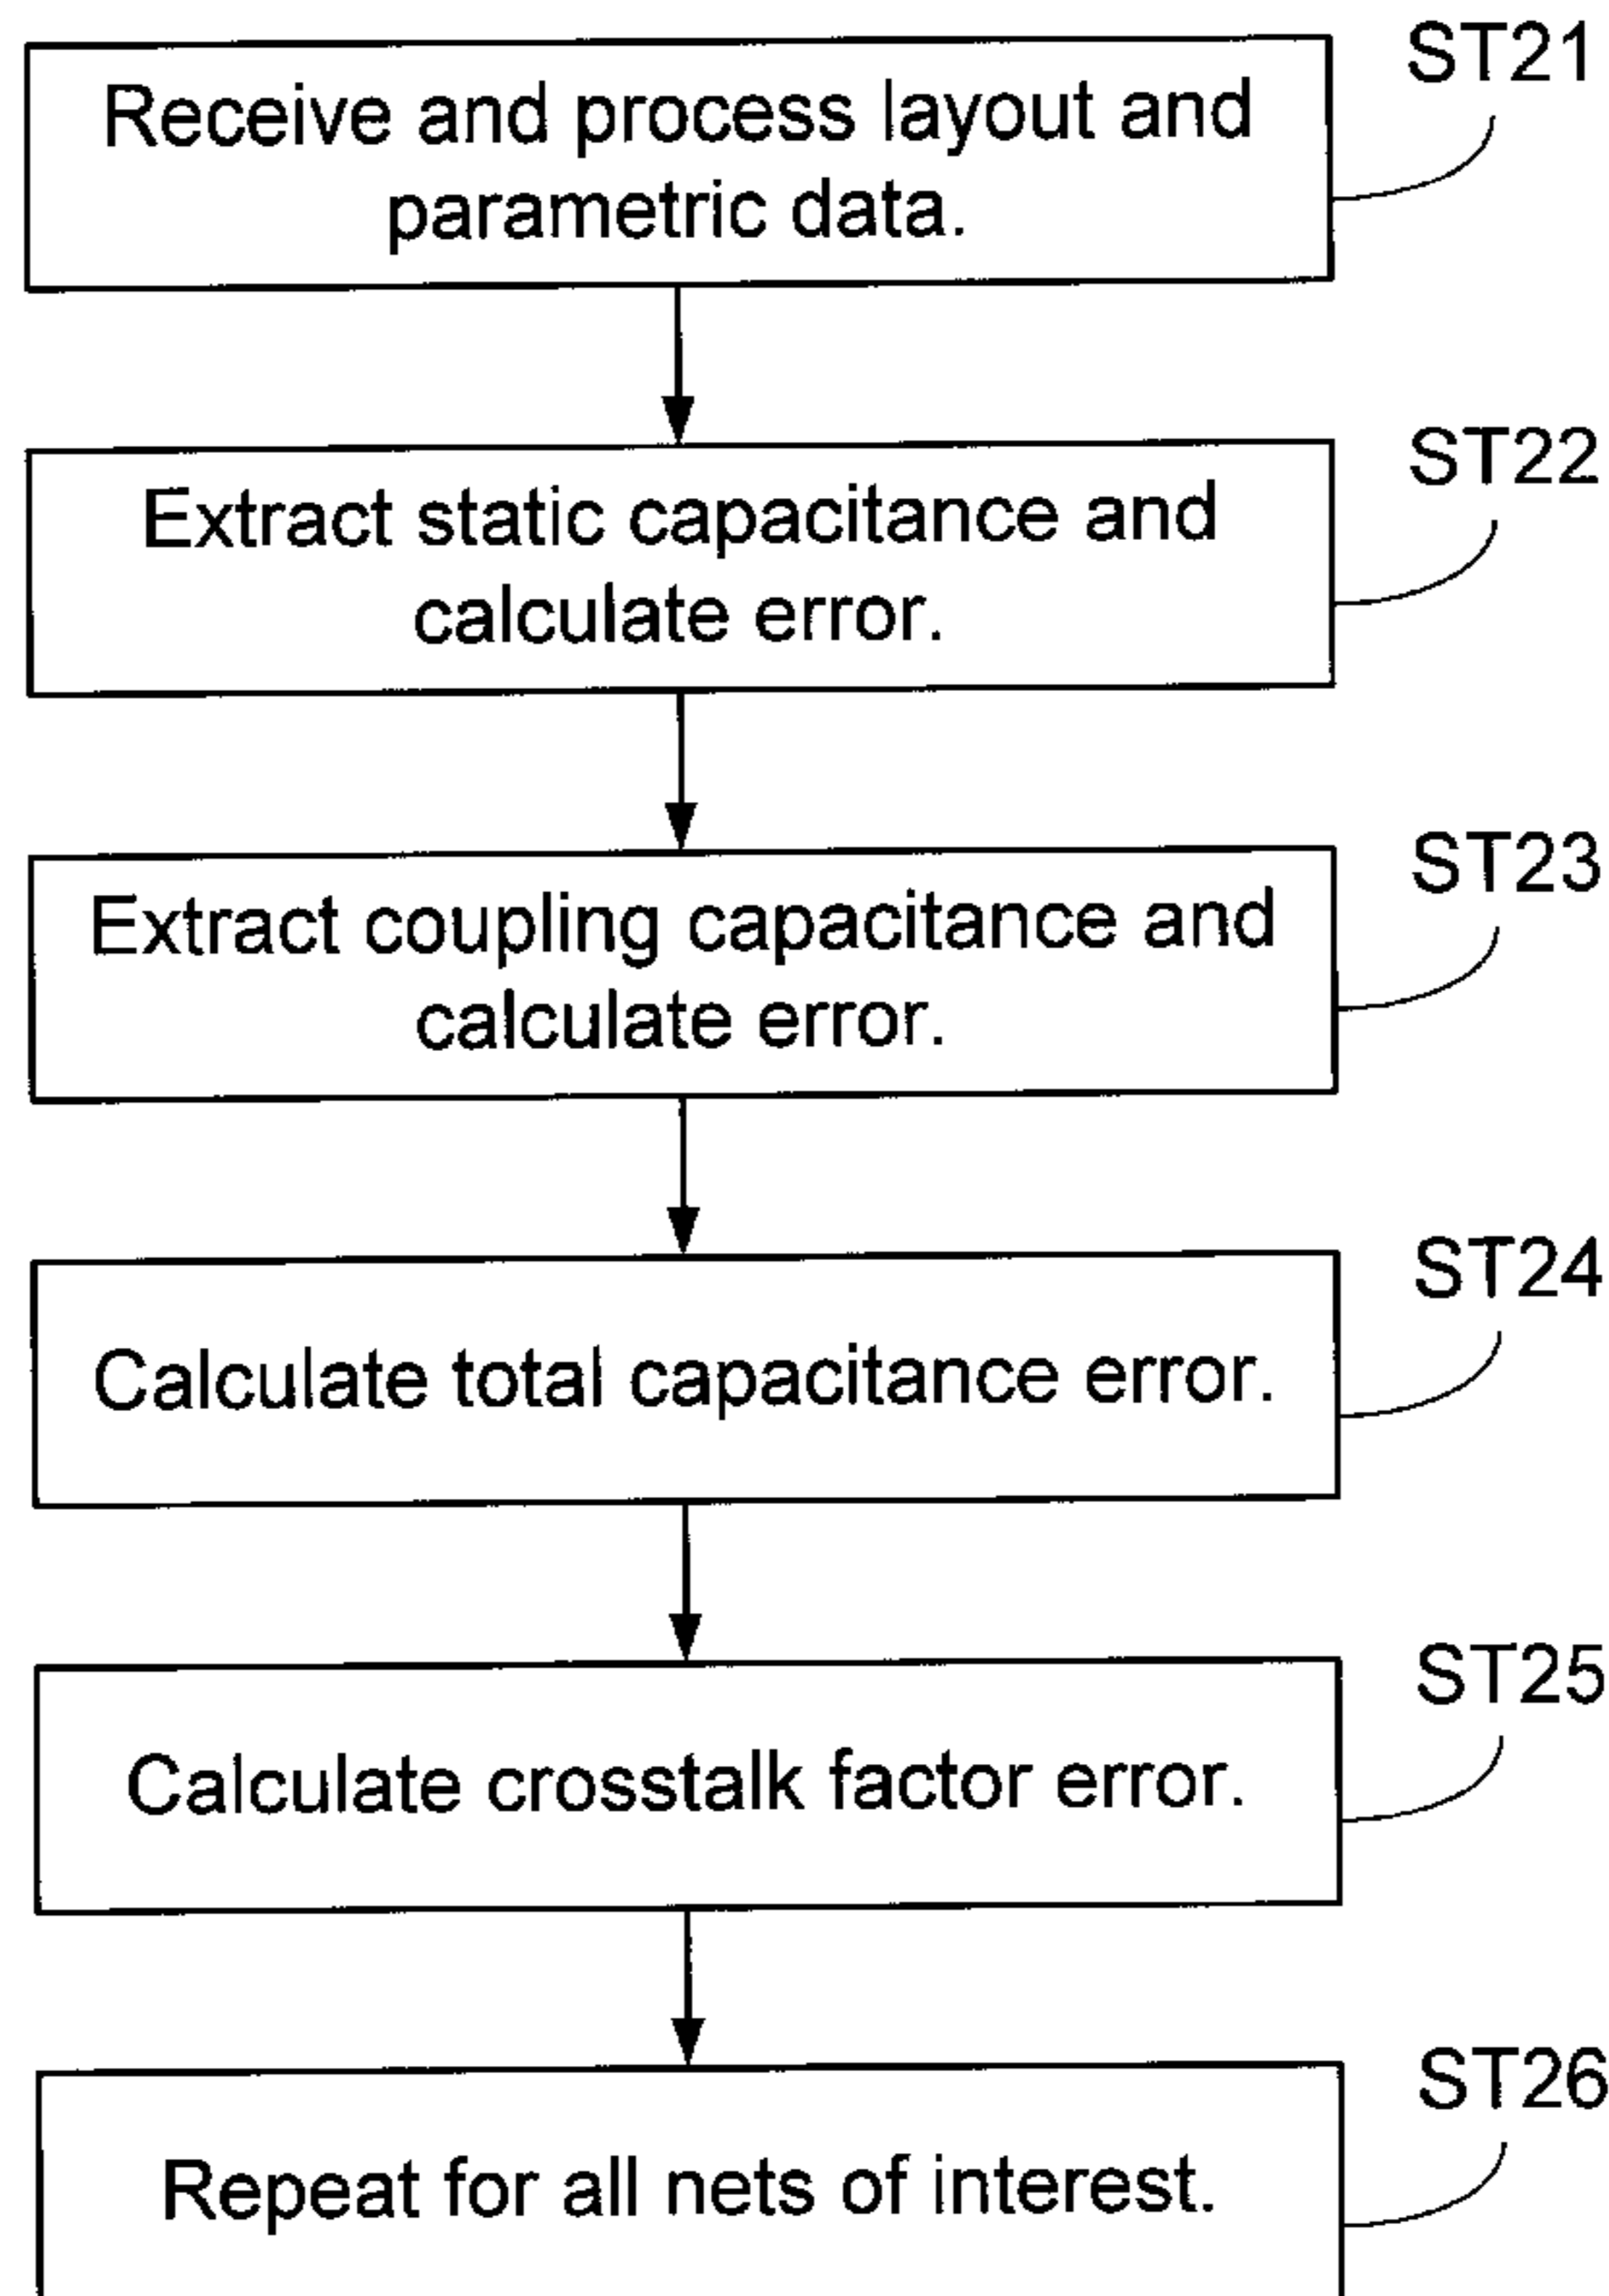 ST21
Receive and process layout and
parametric data.
ST22
Extract static capacitance and
calculate error.
ST23
Extract coupling capacitance and
calculate error.
ST24
Calculate total capacitance error.
ST25
Calculate crosstalk factor error.
ST26
Repeat for all nets of interest.